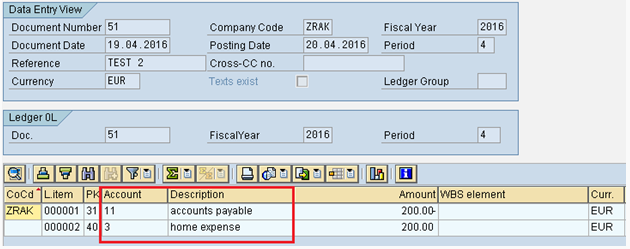 Data Entry View
Document Number 51 Company Code ZRAK Fiscal Year 2016
Document Date 19.04.2016 Posting Date 20.04.2016 Period 4
Reference TEST 2 Cross-CC no.
Currency EUR Texts exist Ledger Group
Ledger 0L
Doc. 51 FiscalYear 2016 Period 4
CoCd L.item PK Account Description Amount WBS element Curr.
ZRAK 000001 31 11 accounts payable 200.00- EUR
000002 40 3 home expense 200.00 EUR